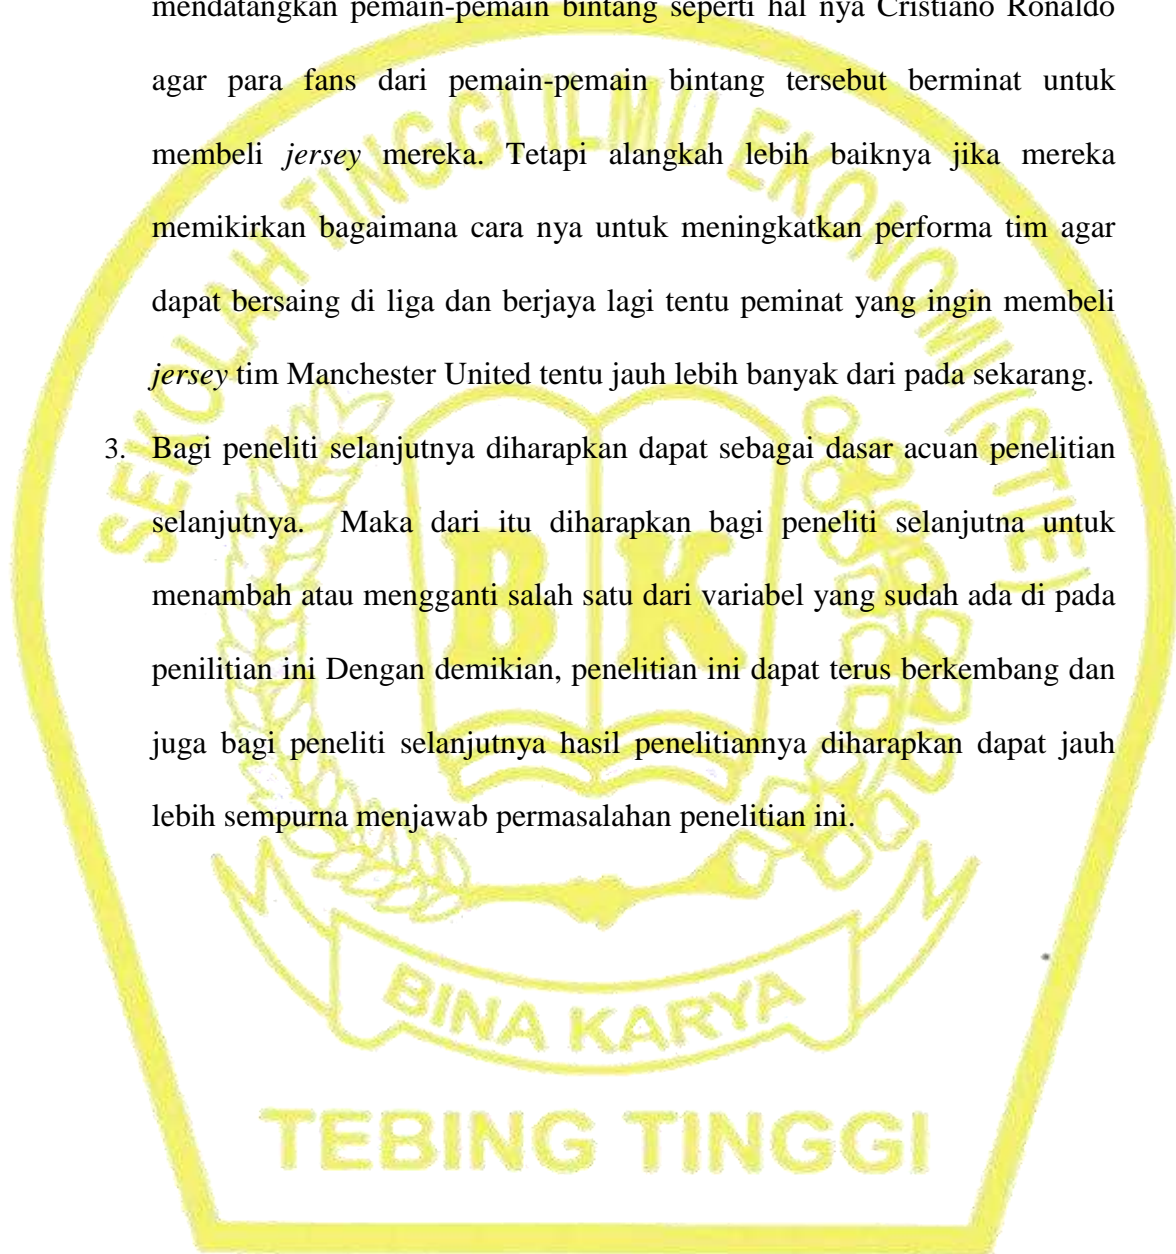 mendatangkan pemain-pemain bintang seperti hal nya Cristiano Ronaldo
agar para fans dari pemain-pemain bintang tersebut berminat untuk
membeli jersey mereka. Tetapi alangkah lebih baiknya jika mereka
memikirkan bagaimana cara nya untuk meningkatkan performa tim agar
dapat bersaing di liga dan berjaya lagi tentu peminat yang ingin membeli
jersey tim Manchester United tentu jauh lebih banyak dari pada sekarang.
3. Bagi peneliti selanjutnya diharapkan dapat sebagai dasar acuan penelitian
selanjutnya. Maka dari itu diharapkan bagi peneliti selanjutna untuk
menambah atau mengganti salah satu dari variabel yang sudah ada di pada
penilitian ini Dengan demikian, penelitian ini dapat terus berkembang dan
juga bagi peneliti selanjutnya hasil penelitiannya diharapkan dapat jauh
lebih sempurna menjawab permasalahan penelitian ini.
SEKOLAH TINGGI ILMU EKONOMI (STIE)
BK
BINA KARYA
TEBING TINGGI